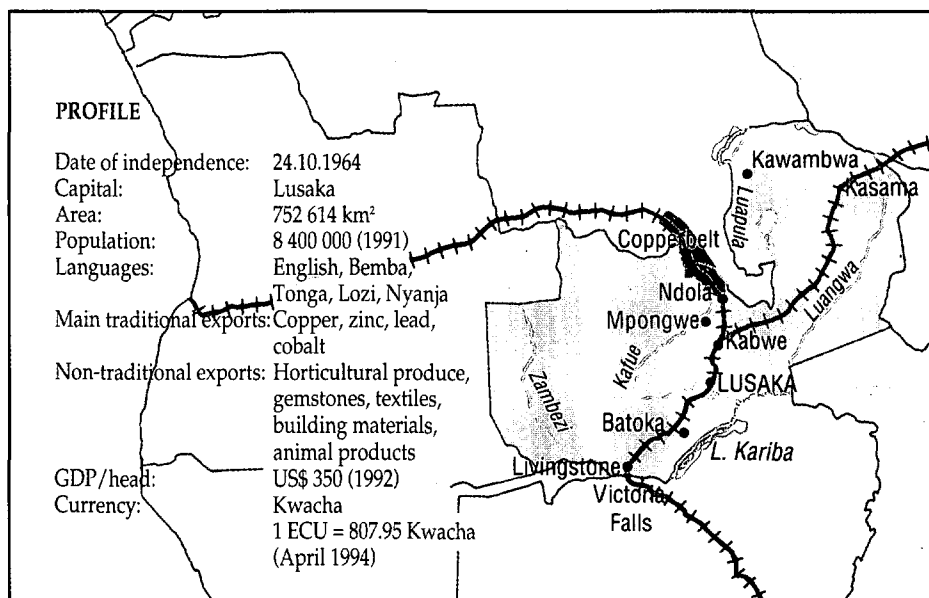 PROFILE
Date of independence: 24.10.1964
Capital: Lusaka
Area: 752 614 km²
Population: 8 400 000 (1991)
Languages: English, Bemba,
Tonga, Lozi, Nyanja
Main traditional exports: Copper, zinc, lead,
cobalt
Non-traditional exports: Horticultural produce,
gemstones, textiles,
building materials,
animal products
GDP/head: US$ 350 (1992)
Currency: Kwacha
1 ECU = 807.95 Kwacha
(April 1994)
Kawambwa
Kasama
Luapula
Copperbelt
Luangwa
Ndola
Mpongwe
Kabwe
Kafue
LUSAKA
Zambezi
Batoka
L. Kariba
Livingstone
Victoria
Falls